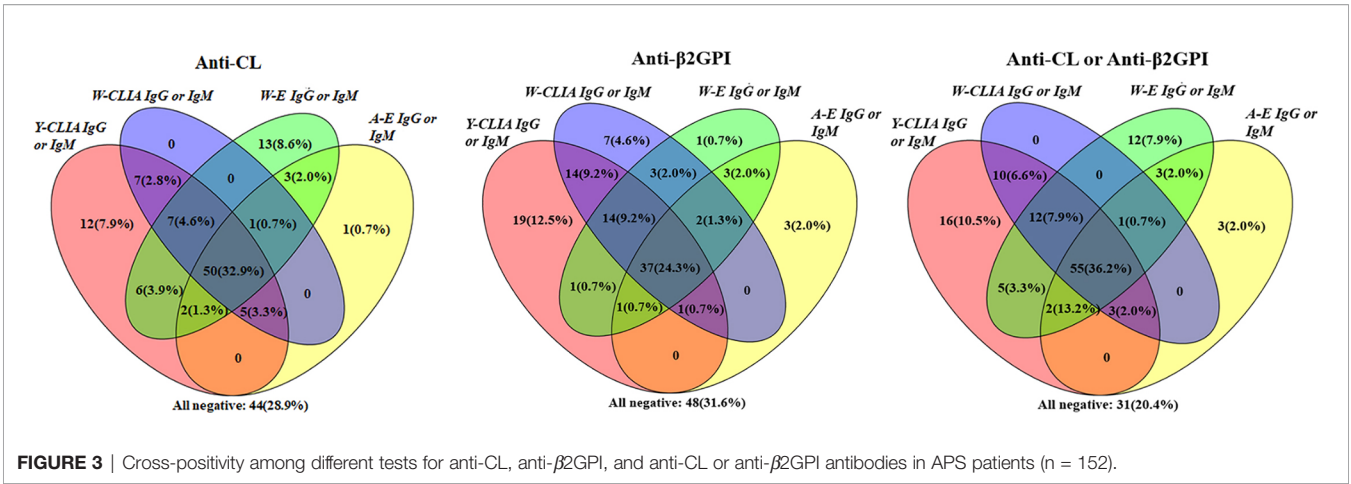 Anti-CL
W-CLIA IgG or IgM
W-E IgG or IgM
Y-CLIA IgG
or IgM
A-E IgG or
IgM
0
13(8.6%)
7(2.8%)
0
3(2.0%)
12(7.9%)
7(4.6%)
1(0.7%)
1(0.7%)
50(32.9%)
6(3.9%)
0
2(1.3%)
5(3.3%)
0
All negative: 44(28.9%)
Anti-β2GPI
W-CLIA IgG or IgM
W-E IgG or IgM
Y-CLIA IgG
or IgM
A-E IgG or
IgM
7(4.6%)
1(0.7%)
14(9.2%)
3(2.0%)
3(2.0%)
19(12.5%)
14(9.2%)
2(1.3%)
3(2.0%)
37(24.3%)
1(0.7%)
0
1(0.7%)
1(0.7%)
0
All negative: 48(31.6%)
Anti-CL or Anti-β2GPI
W-CLIA IgG or IgM
W-E IgG or IgM
Y-CLIA IgG
or IgM
A-E IgG or
IgM
0
12(7.9%)
10(6.6%)
0
3(2.0%)
16(10.5%)
12(7.9%)
1(0.7%)
3(2.0%)
55(36.2%)
5(3.3%)
0
2(13.2%)
3(2.0%)
0
All negative: 31(20.4%)
FIGURE 3 | Cross-positivity among different tests for anti-CL, anti-β2GPI, and anti-CL or anti-β2GPI antibodies in APS patients (n = 152).